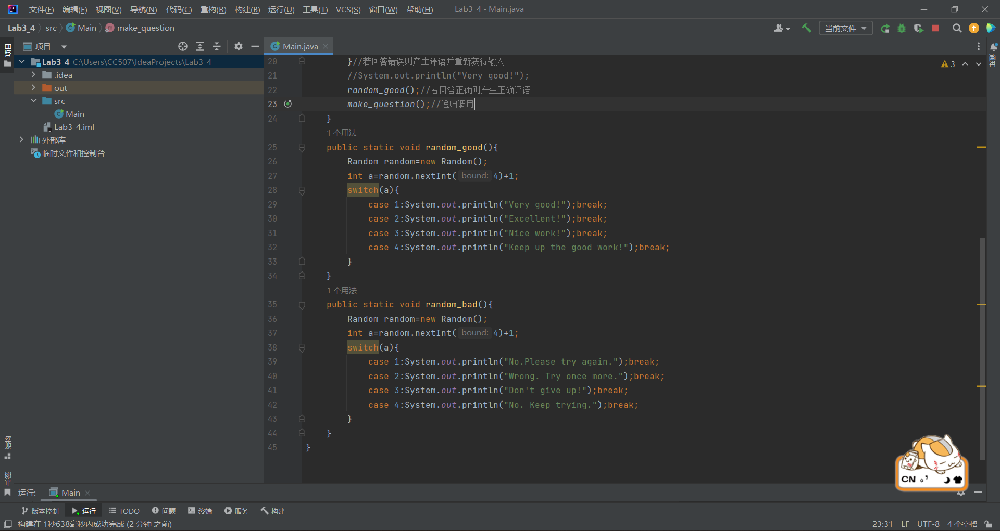 文件(F) 编辑(E) 视图(V) 导航(N) 代码(C) 重构(R) 构建(B) 运行(U) 工具(T) VCS(S) 窗口(W) 帮助(H) Lab3_4 - Main.java
Lab3_4 src Main make_question 当前文件
项目 Main.java
项目
通知
Lab3_4 C:\Users\CC507\IdeaProjects\Lab3_4
.idea
out
src
Main
Lab3_4.iml
外部库
临时文件和控制台
3
20 }//若回答错误则产生评语并重新获得输入
21 //System.out.println("Very good!");
22 random_good();//若回答正确则产生正确评语
23 make_question();//递归调用
24 }
1 个用法
25 public static void random_good(){
26 Random random=new Random();
27 int a=random.nextInt( bound: 4)+1;
28 switch(a){
29 case 1:System.out.println("Very good!");break;
30 case 2:System.out.println("Excellent!");break;
31 case 3:System.out.println("Nice work!");break;
32 case 4:System.out.println("Keep up the good work!");break;
33 }
34 }
1 个用法
35 public static void random_bad(){
36 Random random=new Random();
37 int a=random.nextInt( bound: 4)+1;
38 switch(a){
39 case 1:System.out.println("No.Please try again.");break;
40 case 2:System.out.println("Wrong. Try once more.");break;
41 case 3:System.out.println("Don't give up!");break;
42 case 4:System.out.println("No. Keep trying.");break;
43 }
44 }
45 }
结构
书签
CN 。’
运行: Main
版本控制 运行 TODO 问题 终端 服务 构建
构建在 1秒638毫秒内成功完成 (2 分钟 之前) 23:31 LF UTF-8 4 个空格